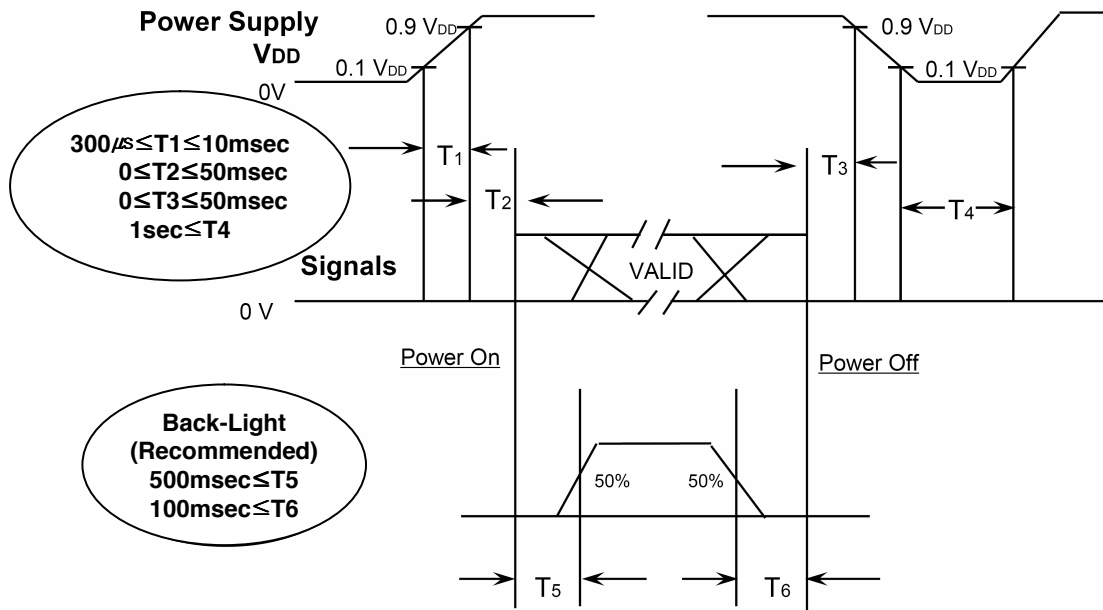 Power Supply
VDD
0.9 VDD
0.9 VDD
0.1 VDD
0.1 VDD
0V
300μs≤T1≤10msec
0≤T2≤50msec
0≤T3≤50msec
1sec≤T4
T1
T3
T2
T4
Signals
VALID
0 V
Power On
Power Off
Back-Light
(Recommended)
500msec≤T5
100msec≤T6
50%
50%
T5
T6